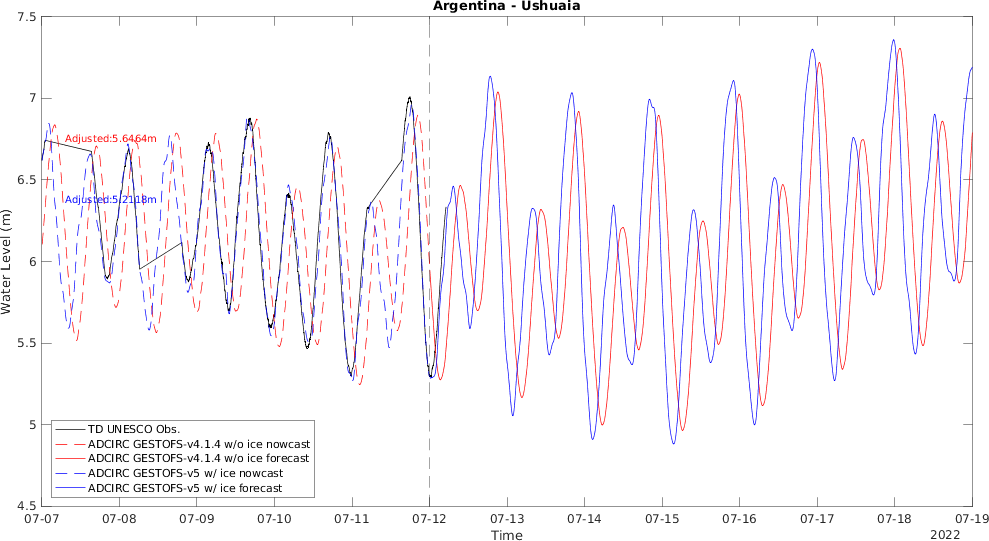 Argentina - Ushuaia
7.5
7
6.5
6
5.5
5
4.5
Water Level (m)
Adjusted:5.6464m
Adjusted:5.2118m
TD UNESCO Obs.
ADCIRC GESTOFS-v4.1.4 w/o ice nowcast
ADCIRC GESTOFS-v4.1.4 w/o ice forecast
ADCIRC GESTOFS-v5 w/ ice nowcast
ADCIRC GESTOFS-v5 w/ ice forecast
07-07 07-08 07-09 07-10 07-11 07-12 07-13 07-14 07-15 07-16 07-17 07-18 07-19
Time
2022